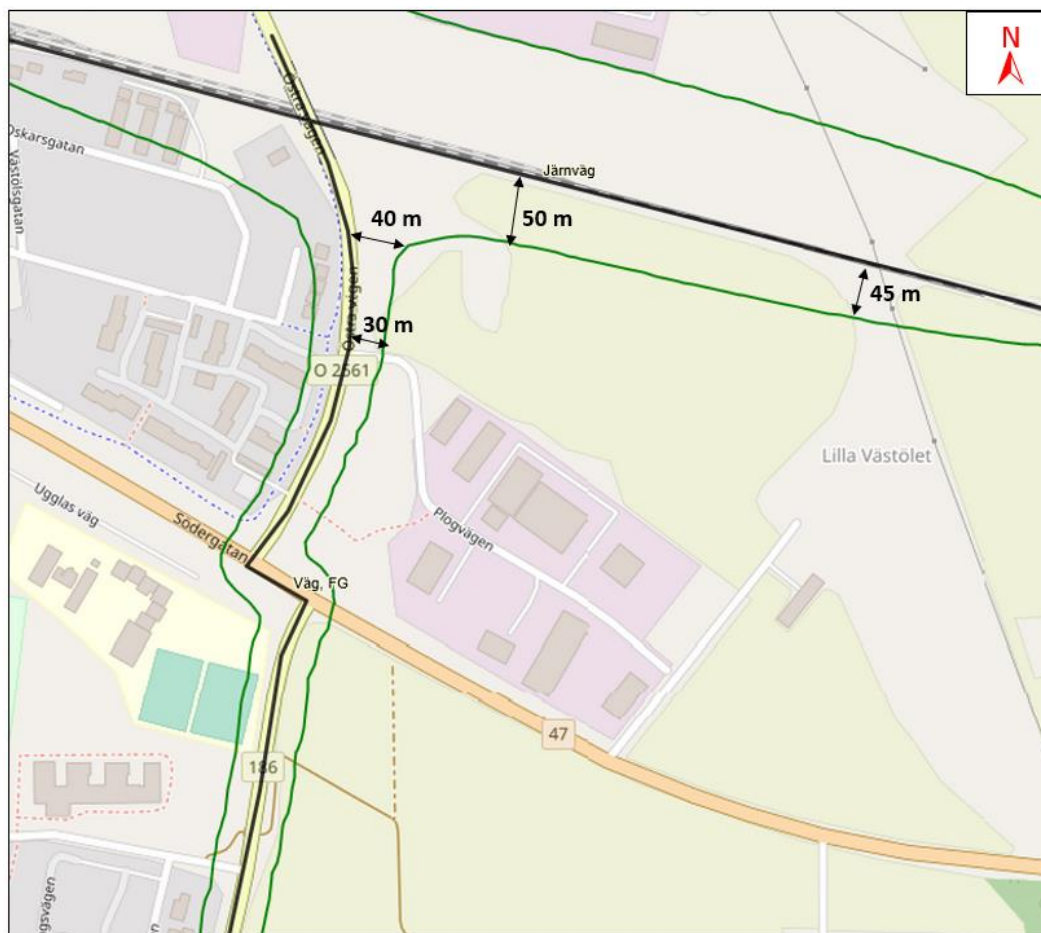 N
Östra vägen
Oskarsgatan
Västölsgatan
Järnväg
40 m
50 m
45 m
Östra vägen
30 m
O 2561
Lilla Västölet
Ugglas väg
Södergatan
Plogvägen
Väg, FG
47
186
gsvägen